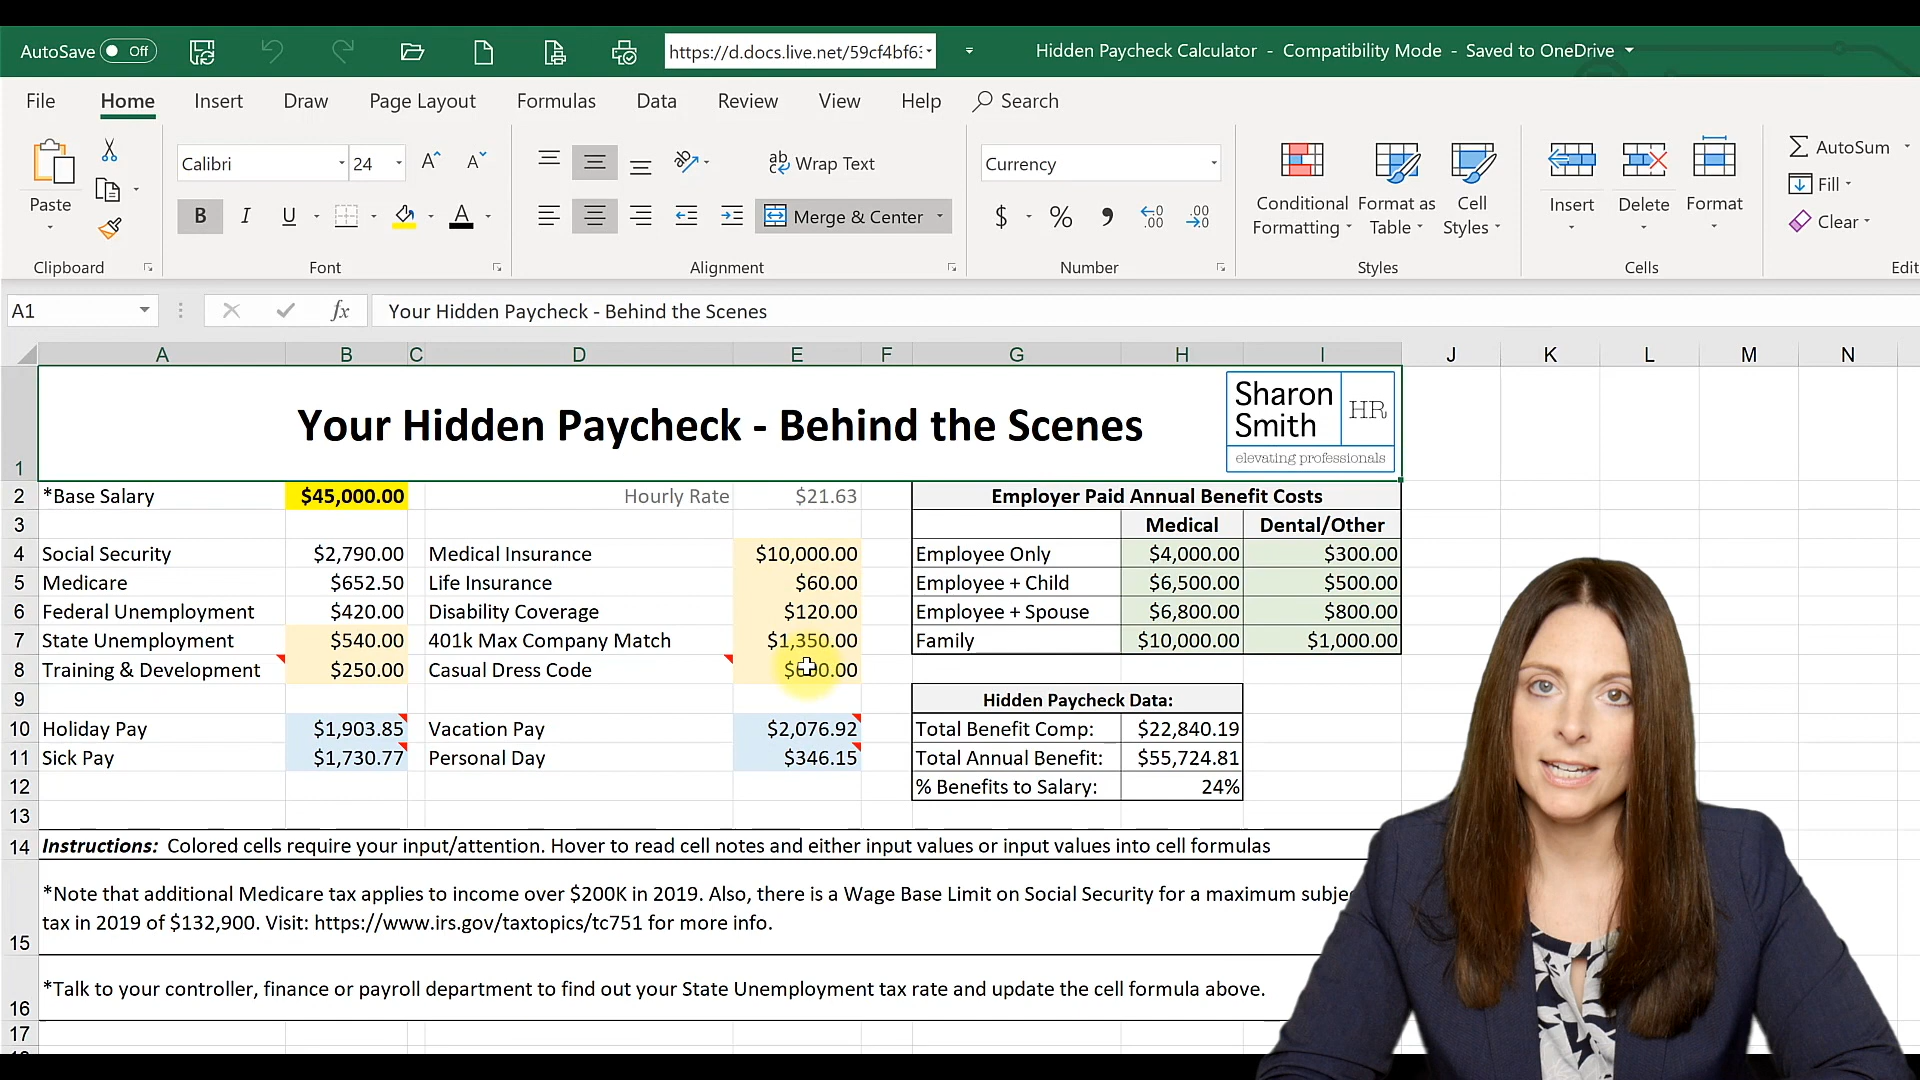 AutoSave Off https://d.docs.live.net/59cf4bf63 Hidden Paycheck Calculator - Compatibility Mode - Saved to OneDrive
File Home Insert Draw Page Layout Formulas Data Review View Help Search
Paste Calibri 24 A A ab Wrap Text Currency Conditional Formatting Format as Table Cell Styles Insert Delete Format AutoSum
Fill
B I U A Merge & Center $ % Clear
Clipboard Font Alignment Number Styles Cells Edit
A1 fx Your Hidden Paycheck - Behind the Scenes
A B C D E F G H I J K L M N
1 Your Hidden Paycheck - Behind the Scenes Sharon Smith HR elevating professionals
2 *Base Salary $45,000.00 Hourly Rate $21.63 Employer Paid Annual Benefit Costs
3 Medical Dental/Other
4 Social Security $2,790.00 Medical Insurance $10,000.00 Employee Only $4,000.00 $300.00
5 Medicare $652.50 Life Insurance $60.00 Employee + Child $6,500.00 $500.00
6 Federal Unemployment $420.00 Disability Coverage $120.00 Employee + Spouse $6,800.00 $800.00
7 State Unemployment $540.00 401k Max Company Match $1,350.00 Family $10,000.00 $1,000.00
8 Training & Development $250.00 Casual Dress Code
9 Hidden Paycheck Data:
10 Holiday Pay $1,903.85 Vacation Pay $2,076.92 Total Benefit Comp: $22,840.19
11 Sick Pay $1,730.77 Personal Day $346.15 Total Annual Benefit: $55,724.81
12 % Benefits to Salary: 24%
13
14 Instructions: Colored cells require your input/attention. Hover to read cell notes and either input values or input values into cell formulas
*Note that additional Medicare tax applies to income over $200K in 2019. Also, there is a Wage Base Limit on Social Security for a maximum
15 tax in 2019 of $132,900. Visit: https://www.irs.gov/taxtopics/tc751 for more info.
16 *Talk to your controller, finance or payroll department to find out your State Unemployment tax rate and update the cell formula above.
17